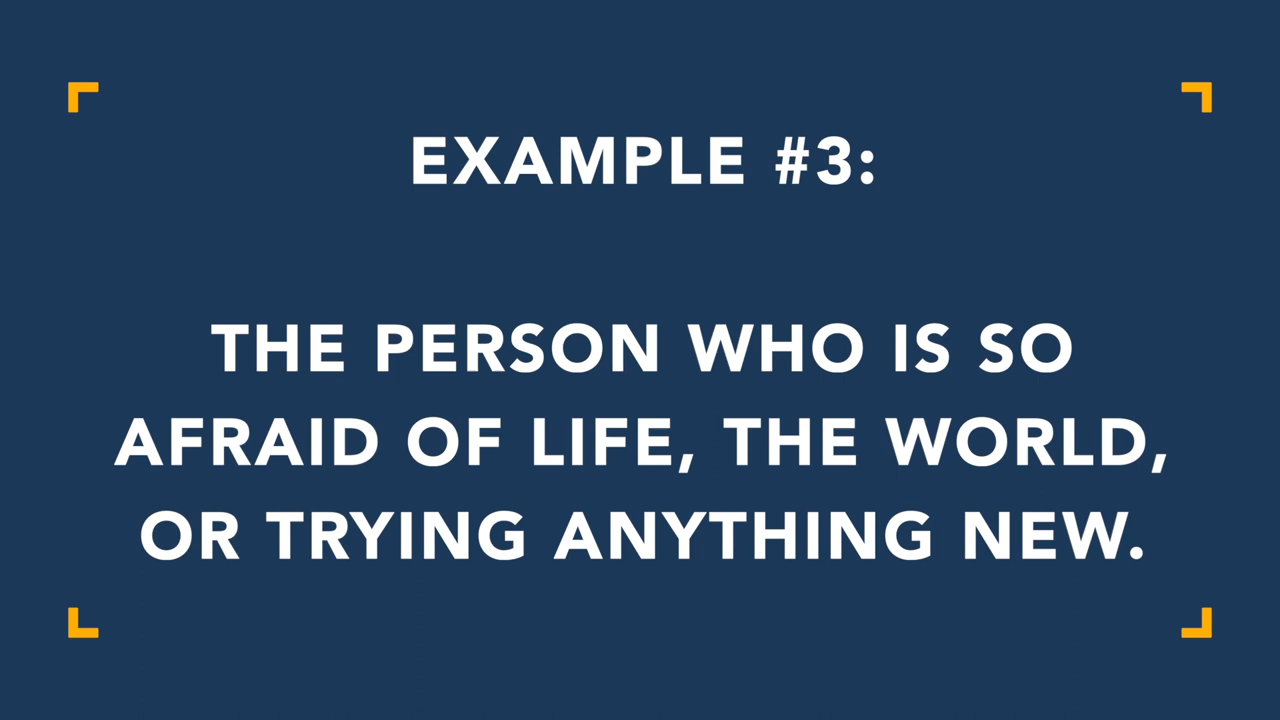 EXAMPLE #3:
THE PERSON WHO IS SO
AFRAID OF LIFE, THE WORLD,
OR TRYING ANYTHING NEW.